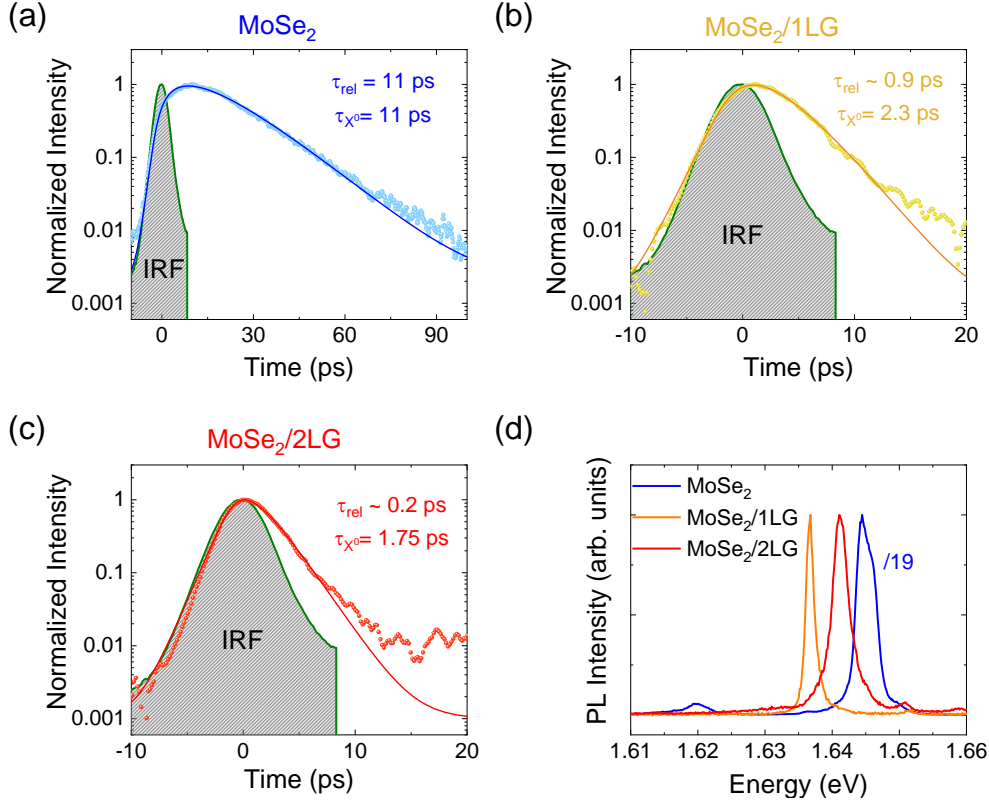 (a)
MoSe₂
Normalized Intensity
1
0.1
0.01
0.001
τrel = 11 ps
τX⁰= 11 ps
IRF
0 30 60 90
Time (ps)
(b)
MoSe₂/1LG
Normalized Intensity
1
0.1
0.01
0.001
τrel ~ 0.9 ps
τX⁰= 2.3 ps
IRF
-10 0 10 20
Time (ps)
(c)
MoSe₂/2LG
Normalized Intensity
1
0.1
0.01
0.001
τrel ~ 0.2 ps
τX⁰= 1.75 ps
IRF
-10 0 10 20
Time (ps)
(d)
PL Intensity (arb. units)
MoSe₂
MoSe₂/1LG
MoSe₂/2LG
/19
1.61 1.62 1.63 1.64 1.65 1.66
Energy (eV)